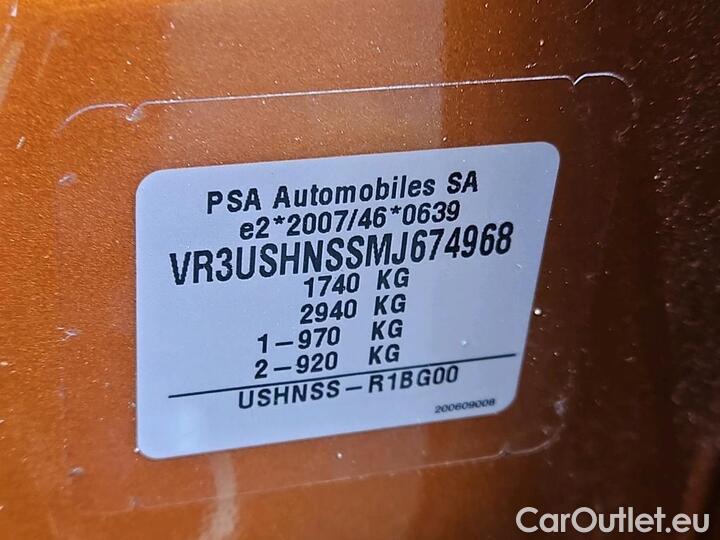 PSA Automobiles SA
e2*2007/46*0639
VR3USHNSSMJ674968
1740 KG
2940 KG
1-970 KG
2-920 KG
USHNSS-R1BG00
200609008
CarOutlet.eu